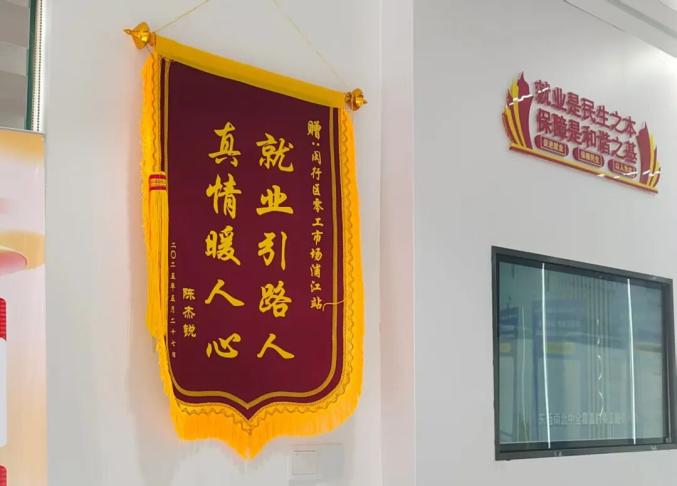 赠:闵行区零工市场浦江站
就业引路人
真情暖人心
陈杰锐
二〇二五年五月二十七日
就业是民生之本
保障是和谐之基